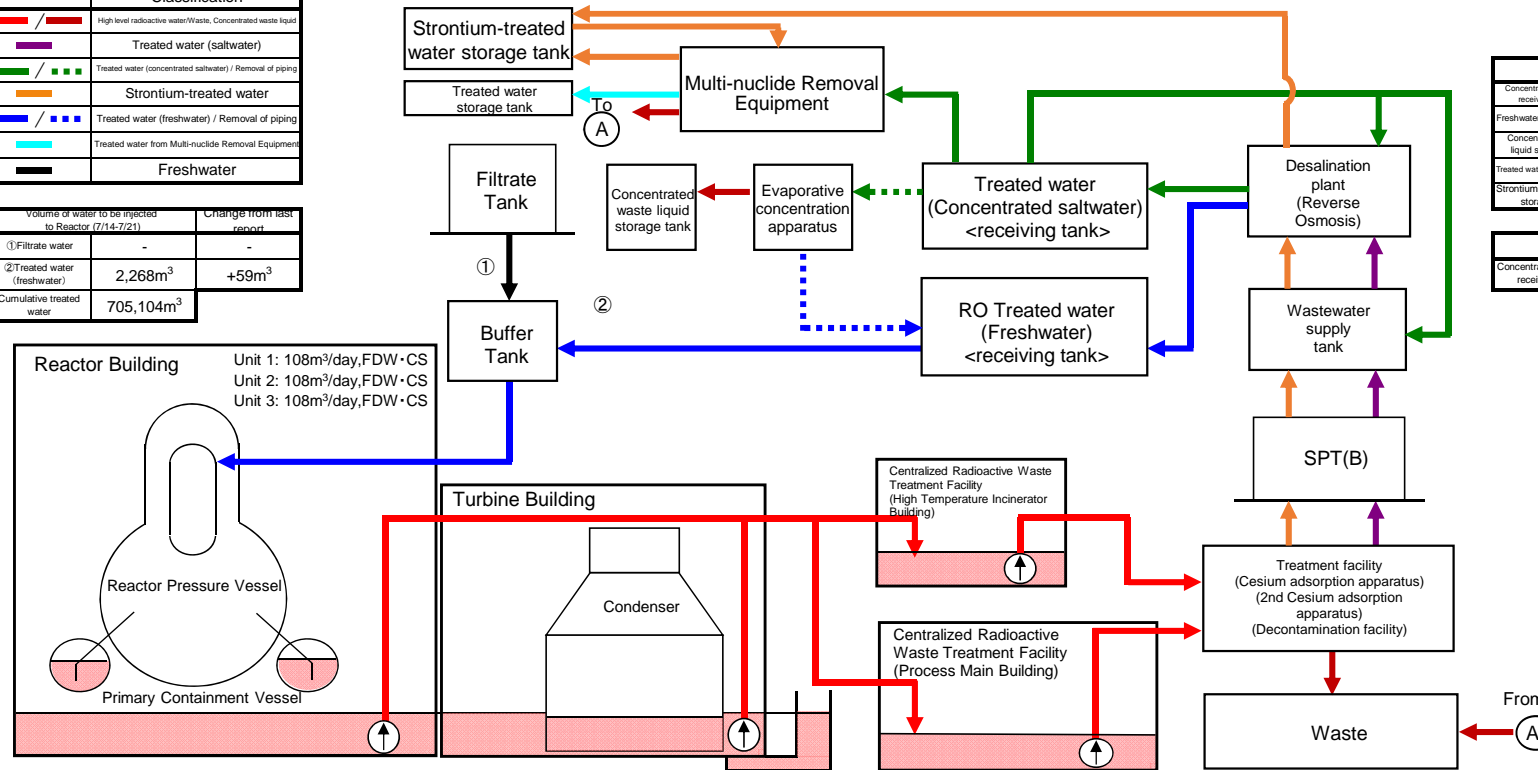 Classification
High level radioactive water/Waste, Concentrated waste liquid
Treated water (saltwater)
Treated water (concentrated saltwater) / Removal of piping
Strontium-treated water
Treated water (freshwater) / Removal of piping
Treated water from Multi-nuclide Removal Equipment
Freshwater
Volume of water to be injected
to Reactor (7/14-7/21)
Change from last
report
①Filtrate water
-
-
②Treated water
(freshwater)
2,268m³
+59m³
Cumulative treated
water
705,104m³
Strontium-treated
water storage tank
Treated water
storage tank
To
A
Multi-nuclide Removal
Equipment
Filtrate
Tank
①
Buffer
Tank
②
Concentrated
waste liquid
storage tank
Evaporative
concentration
apparatus
Treated water
(Concentrated saltwater)
<receiving tank>
RO Treated water
(Freshwater)
<receiving tank>
Desalination
plant
(Reverse
Osmosis)
Wastewater
supply
tank
SPT(B)
Reactor Building
Unit 1: 108m³/day,FDW・CS
Unit 2: 108m³/day,FDW・CS
Unit 3: 108m³/day,FDW・CS
Reactor Pressure Vessel
Primary Containment Vessel
Turbine Building
Condenser
Centralized Radioactive Waste
Treatment Facility
(High Temperature Incinerator
Building)
Centralized Radioactive
Waste Treatment Facility
(Process Main Building)
Treatment facility
(Cesium adsorption apparatus)
(2nd Cesium adsorption
apparatus)
(Decontamination facility)
Waste
From
A
Freshwater